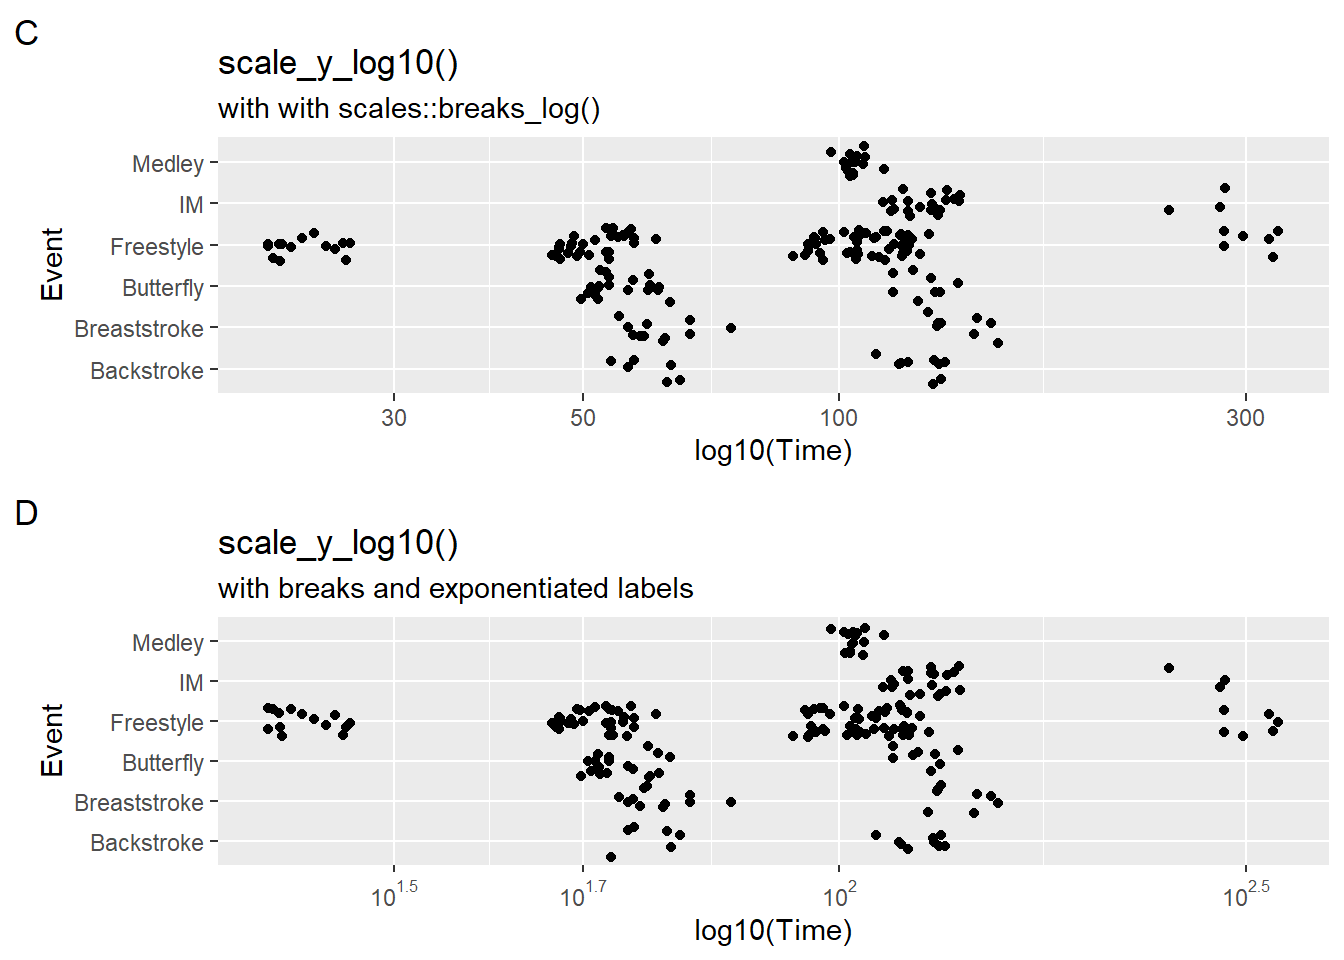 C
scale_y_log10()
with with scales::breaks_log()
Medley
IM
Freestyle
Butterfly
Breaststroke
Backstroke
Event
30 50 100 300
log10(Time)
D
scale_y_log10()
with breaks and exponentiated labels
Medley
IM
Freestyle
Butterfly
Breaststroke
Backstroke
Event
10^1.5 10^1.7 10^2 10^2.5
log10(Time)